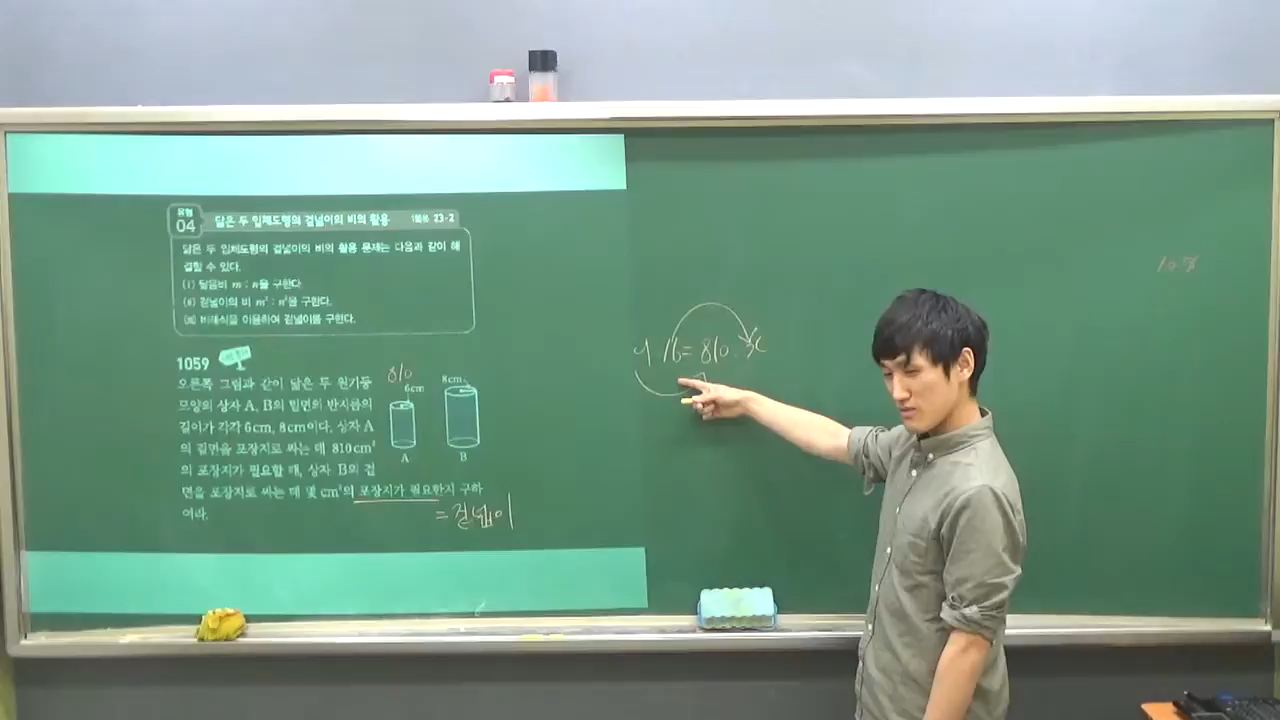 유형 04 닮은 두 입체도형의 겉넓이의 비의 활용 개념 23-2
닮은 두 입체도형의 겉넓이의 비의 활용 문제는 다음과 같이 해
결할 수 있다.
(i) 닮음비 m : n을 구한다.
(ii) 겉넓이의 비 m² : n²을 구한다.
(iii) 비례식을 이용하여 겉넓이를 구한다.
1059
오른쪽 그림과 같이 닮은 두 원기둥
모양의 상자 A, B의 밑면의 반지름의
길이가 각각 6 cm, 8 cm이다. 상자 A
의 겉면을 포장지로 싸는 데 810 cm²
의 포장지가 필요할 때, 상자 B의 겉
면을 포장지로 싸는 데 몇 cm²의 포장지가 필요한지 구하
여라.
810
6cm
8cm
A
B
= 겉넓이
9 : 16 = 810 : x